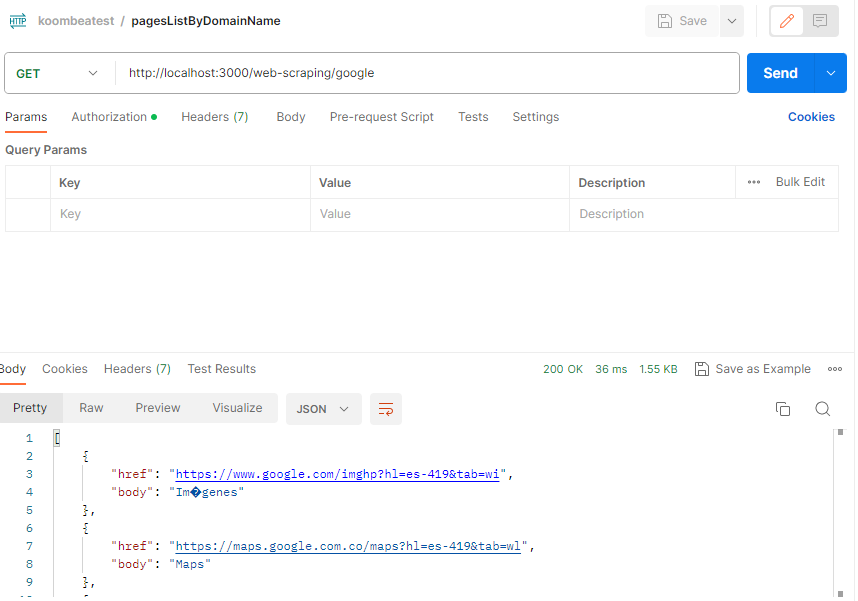 HTTP koombeatest / pagesListByDomainName Save
GET http://localhost:3000/web-scraping/google Send
Params Authorization Headers (7) Body Pre-request Script Tests Settings Cookies
Query Params
Key Value Description ••• Bulk Edit
Key Value Description
Body Cookies Headers (7) Test Results 200 OK 36 ms 1.55 KB Save as Example •••
Pretty Raw Preview Visualize JSON
1 [
2 {
3 "href": "https://www.google.com/imghp?hl=es-419&tab=wi",
4 "body": "Im�genes"
5 },
6 {
7 "href": "https://maps.google.com.co/maps?hl=es-419&tab=wl",
8 "body": "Maps"
9 },